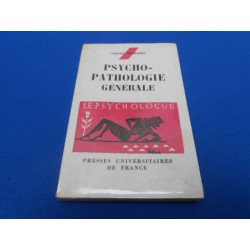 PSYCHO-
PATHOLOGIE
GÉNÉRALE
LE PSYCHOLOGUE
PRESSES UNIVERSITAIRES
DE FRANCE